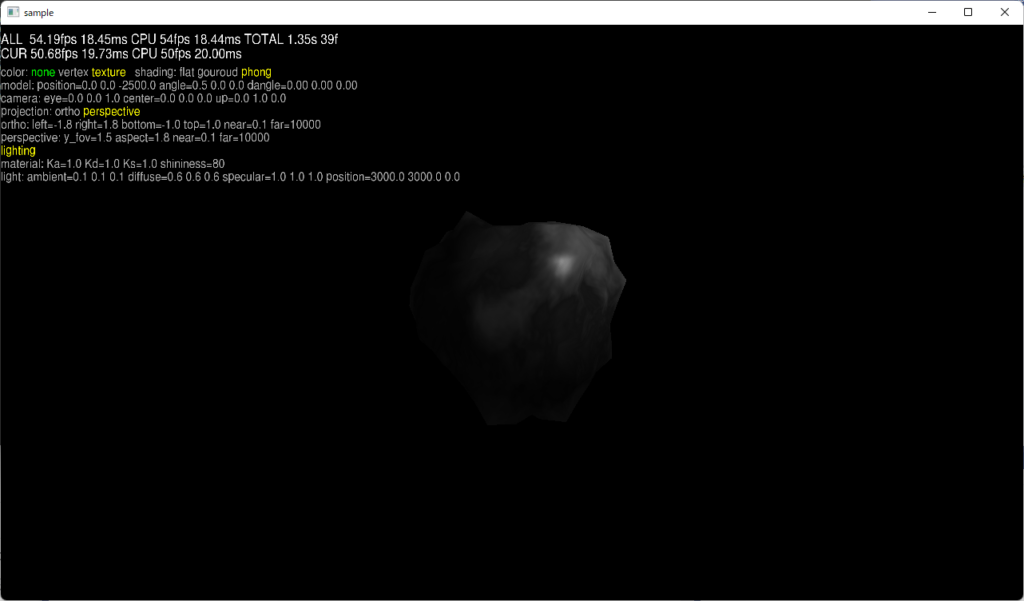 sample
ALL 54.19fps 18.45ms CPU 54fps 18.44ms TOTAL 1.35s 39f
CUR 50.68fps 19.73ms CPU 50fps 20.00ms
color: none vertex texture shading: flat gouroud phong
model: position=0.0 0.0 -2500.0 angle=0.5 0.0 0.0 dangle=0.00 0.00 0.00
camera: eye=0.0 0.0 1.0 center=0.0 0.0 0.0 up=0.0 1.0 0.0
projection: ortho perspective
ortho: left=-1.8 right=1.8 bottom=-1.0 top=1.0 near=0.1 far=10000
perspective: y_fov=1.5 aspect=1.8 near=0.1 far=10000
lighting
material: Ka=1.0 Kd=1.0 Ks=1.0 shininess=80
light: ambient=0.1 0.1 0.1 diffuse=0.6 0.6 0.6 specular=1.0 1.0 1.0 position=3000.0 3000.0 0.0